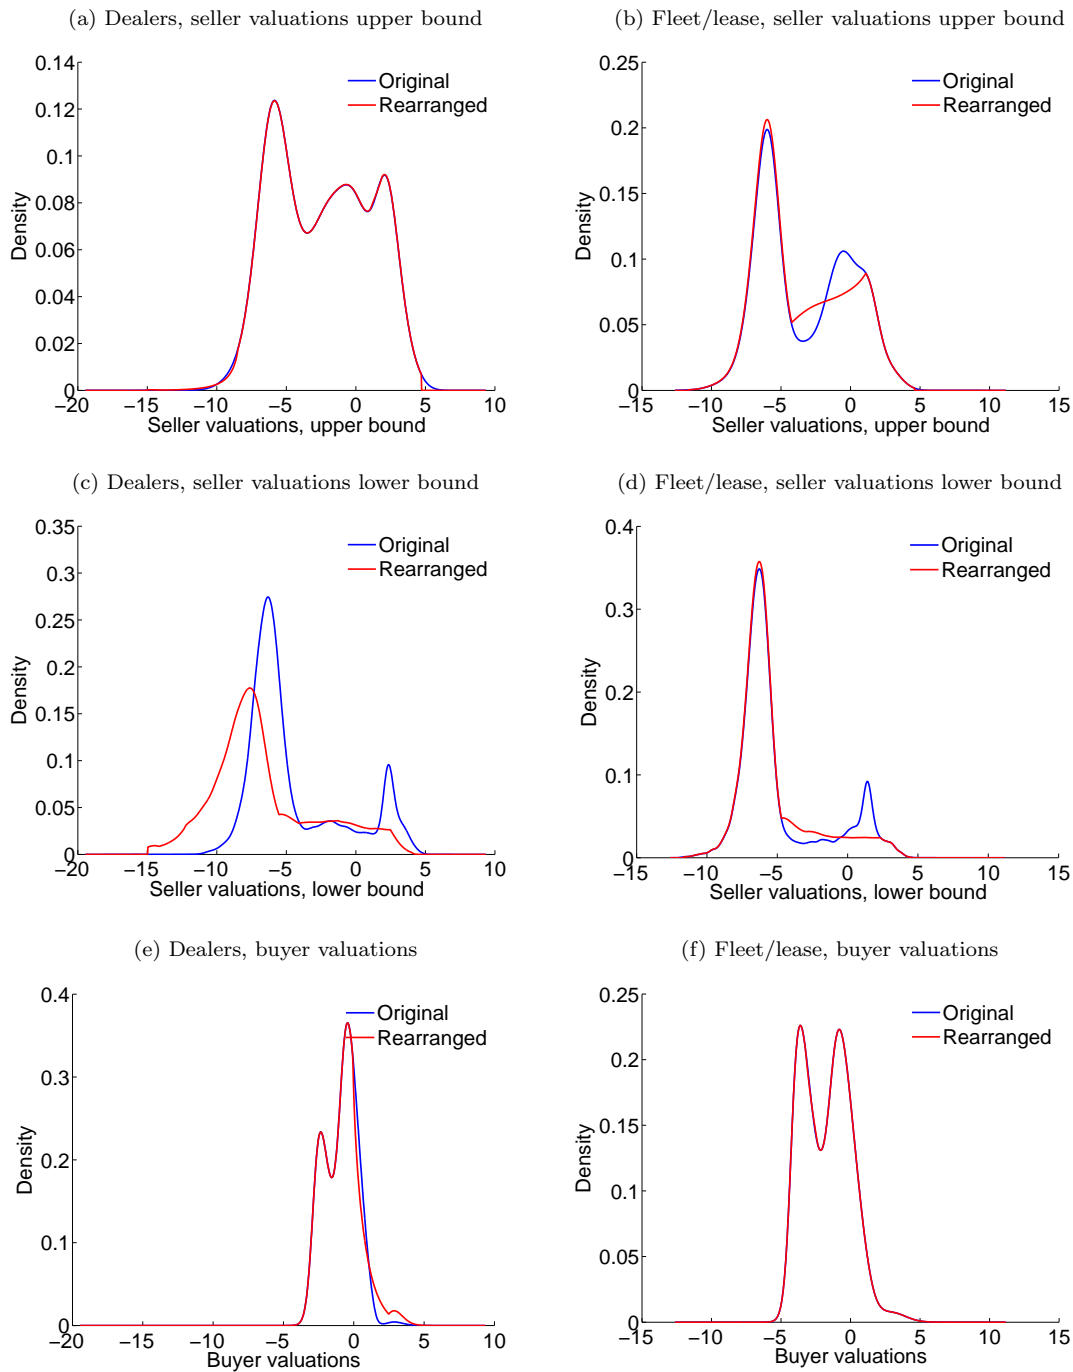 (a) Dealers, seller valuations upper bound
0.14
0.12
0.1
0.08
0.06
0.04
0.02
0
Density
Original
Rearranged
−20 −15 −10 −5 0 5 10
Seller valuations, upper bound
(b) Fleet/lease, seller valuations upper bound
0.25
0.2
0.15
0.1
0.05
0
Density
Original
Rearranged
−15 −10 −5 0 5 10 15
Seller valuations, upper bound
(c) Dealers, seller valuations lower bound
0.35
0.3
0.25
0.2
0.15
0.1
0.05
0
Density
Original
Rearranged
−20 −15 −10 −5 0 5 10
Seller valuations, lower bound
(d) Fleet/lease, seller valuations lower bound
0.4
0.3
0.2
0.1
0
Density
Original
Rearranged
−15 −10 −5 0 5 10 15
Seller valuations, lower bound
(e) Dealers, buyer valuations
0.4
0.3
0.2
0.1
0
Density
Original
Rearranged
−20 −15 −10 −5 0 5 10
Buyer valuations
(f) Fleet/lease, buyer valuations
0.25
0.2
0.15
0.1
0.05
0
Density
Original
Rearranged
−15 −10 −5 0 5 10 15
Buyer valuations